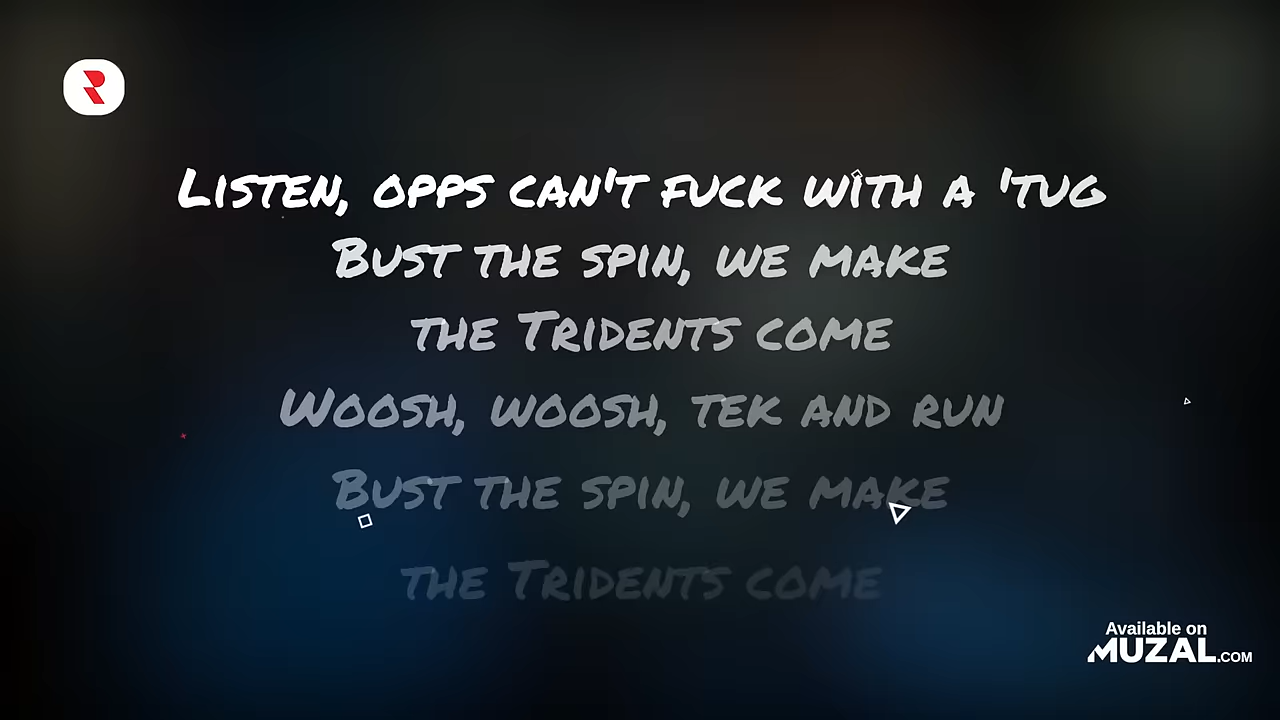 Listen, opps can't fuck with a 'tug
Bust the spin, we make
the Tridents come
Woosh, woosh, tek and run
Bust the spin, we make
the Tridents come
Available on
MUZAL.COM